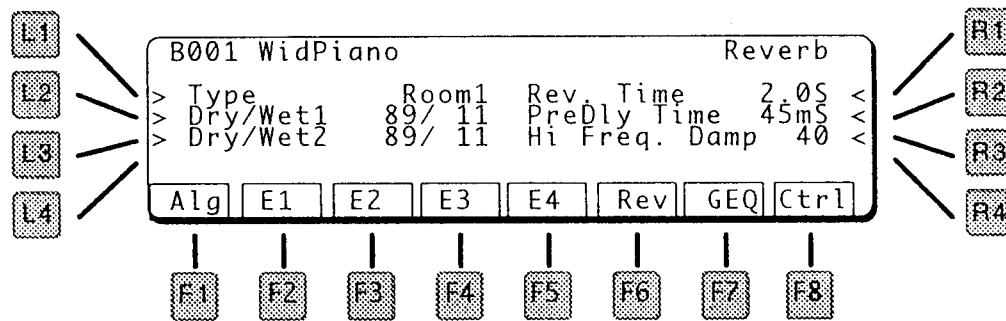 B001 WidPiano Reverb
> Type Room1 Rev. Time 2.0S <
> Dry/Wet1 89/ 11 PreDly Time 45mS <
> Dry/Wet2 89/ 11 Hi Freq. Damp 40 <
Alg E1 E2 E3 E4 Rev GEQ Ctrl
L1
L2
L3
L4
R1
R2
R3
R4
F1 F2 F3 F4 F5 F6 F7 F8